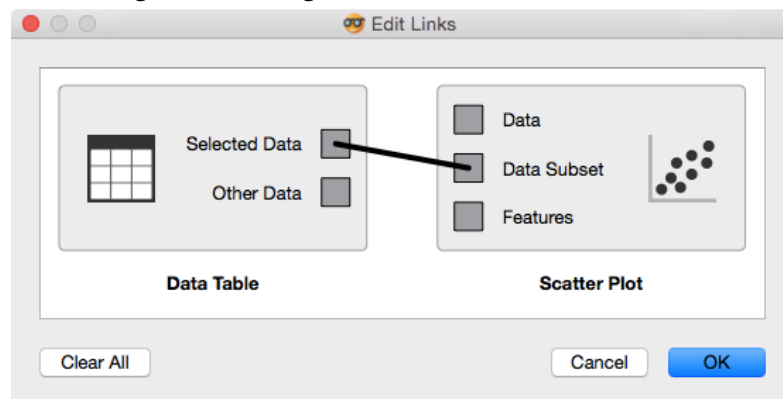 Edit Links
Selected Data
Other Data
Data Table
Data
Data Subset
Features
Scatter Plot
Clear All
Cancel
OK